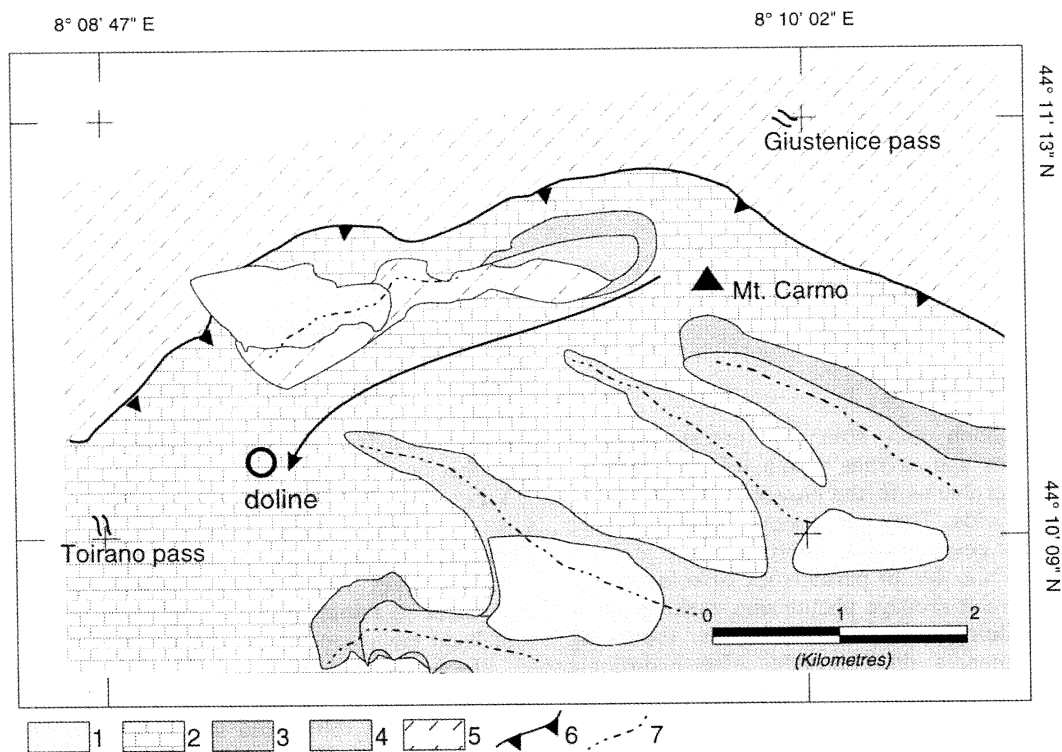 8° 08' 47" E
8° 10' 02" E
44° 11' 13" N
Giustenice pass
Mt. Carmo
doline
Toirano pass
44° 10' 09" N
0 1 2
(Kilometres)
1 2 3 4 5 6 7